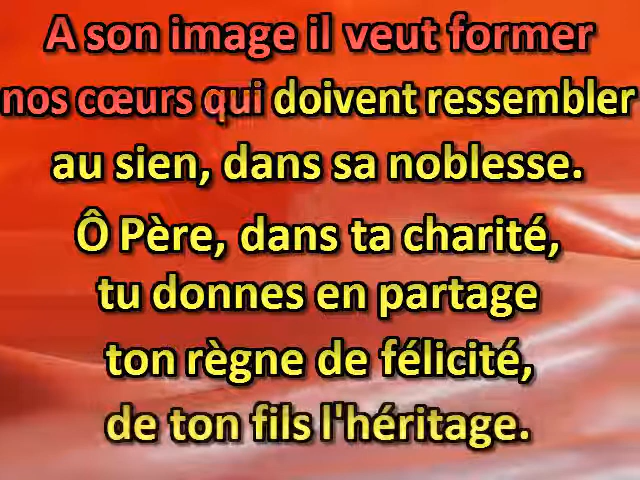 A son image il veut former
nos cœurs qui doivent ressembler
au sien, dans sa noblesse.
Ô Père, dans ta charité,
tu donnes en partage
ton règne de félicité,
de ton fils l'héritage.